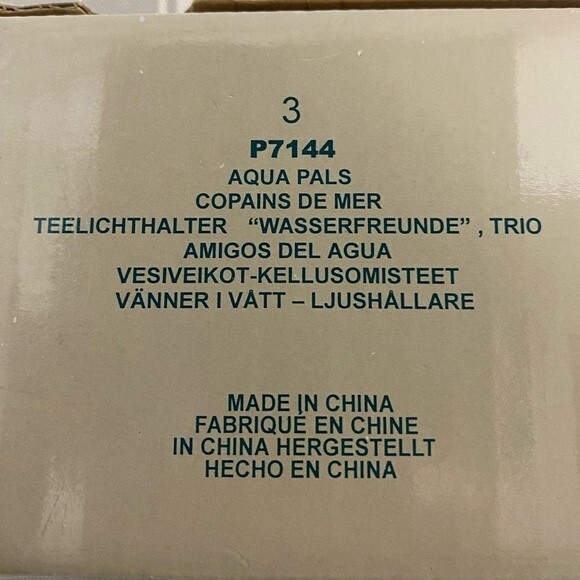 3
P7144
AQUA PALS
COPAINS DE MER
TEELICHTHALTER “WASSERFREUNDE” , TRIO
AMIGOS DEL AGUA
VESIVEIKOT-KELLUSOMISTEET
VÄNNER I VÅTT – LJUSHÅLLARE
MADE IN CHINA
FABRIQUÉ EN CHINE
IN CHINA HERGESTELLT
HECHO EN CHINA